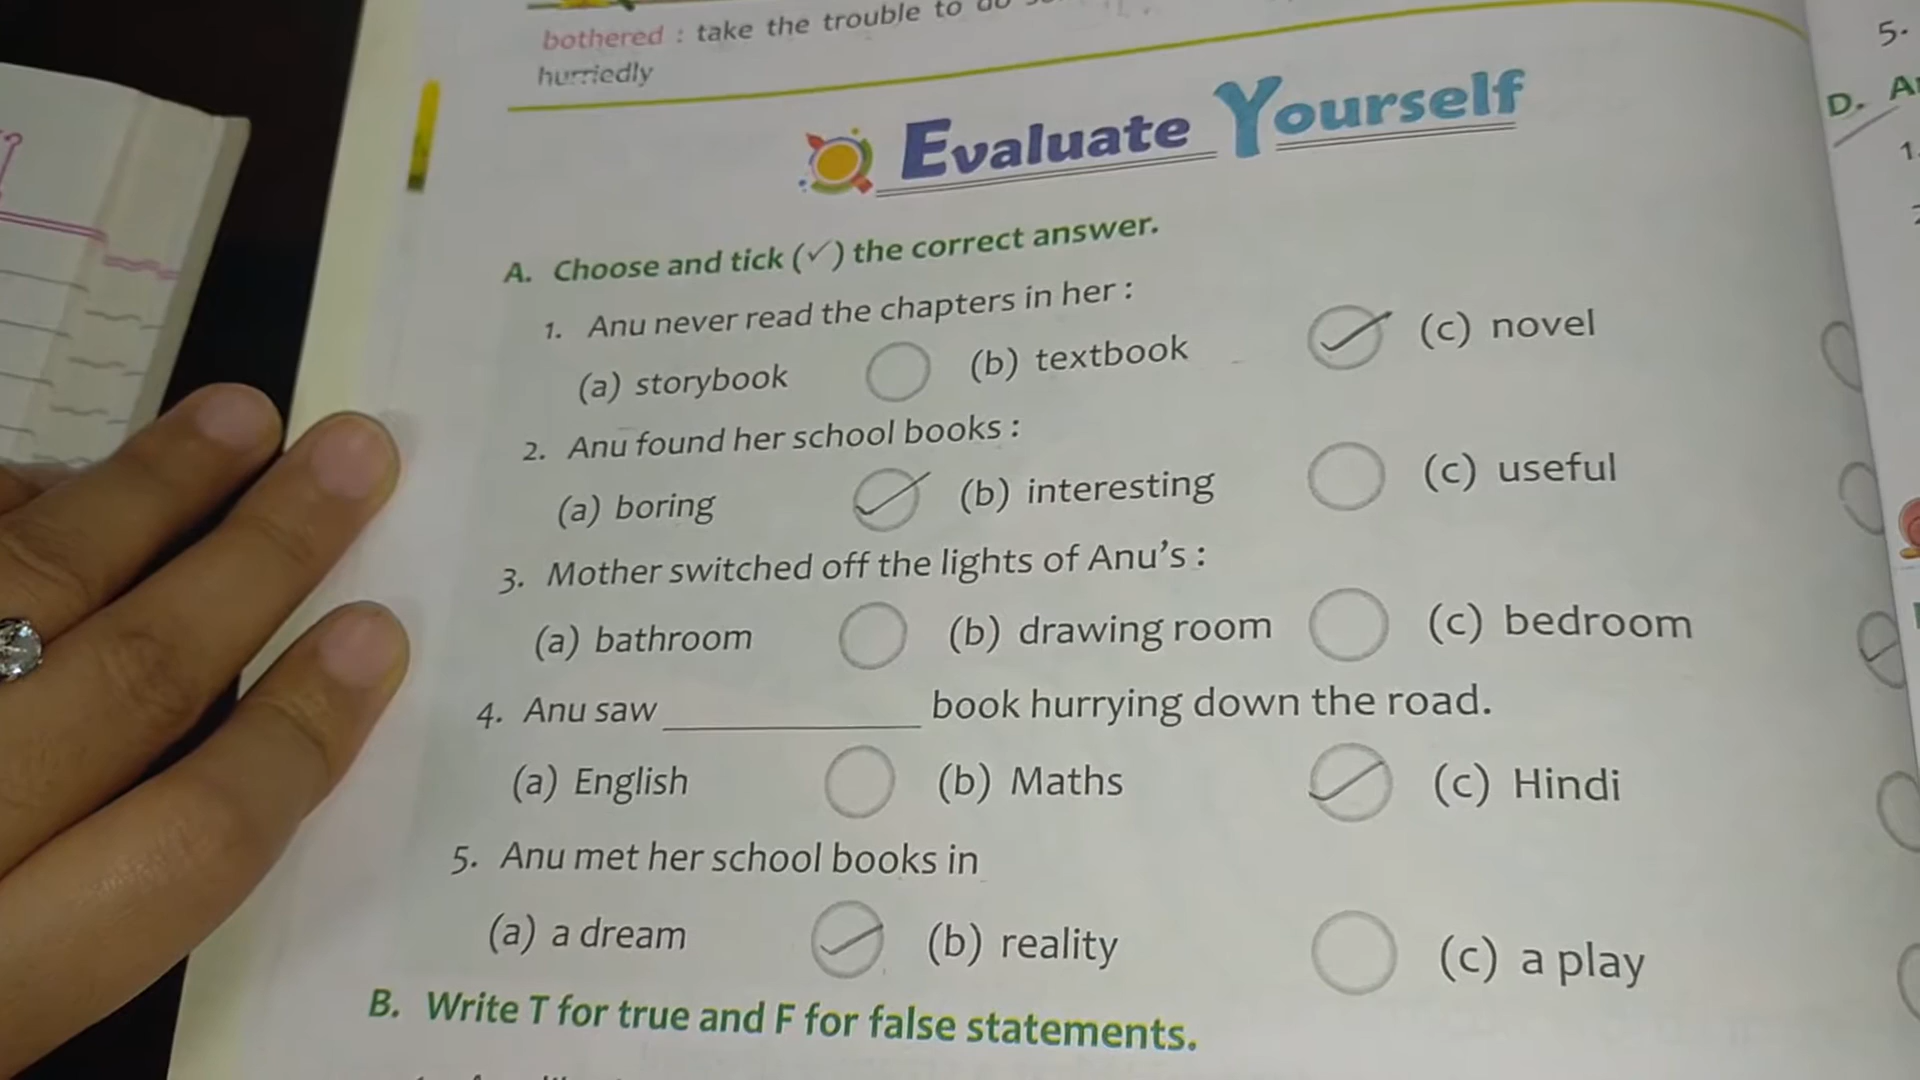 bothered : take the trouble to do
hurriedly
Evaluate Yourself
A. Choose and tick (✓) the correct answer.
1. Anu never read the chapters in her :
(a) storybook (b) textbook (c) novel
2. Anu found her school books :
(a) boring (b) interesting (c) useful
3. Mother switched off the lights of Anu's :
(a) bathroom (b) drawing room (c) bedroom
4. Anu saw ____________ book hurrying down the road.
(a) English (b) Maths (c) Hindi
5. Anu met her school books in
(a) a dream (b) reality (c) a play
B. Write T for true and F for false statements.
5.
D.
1.